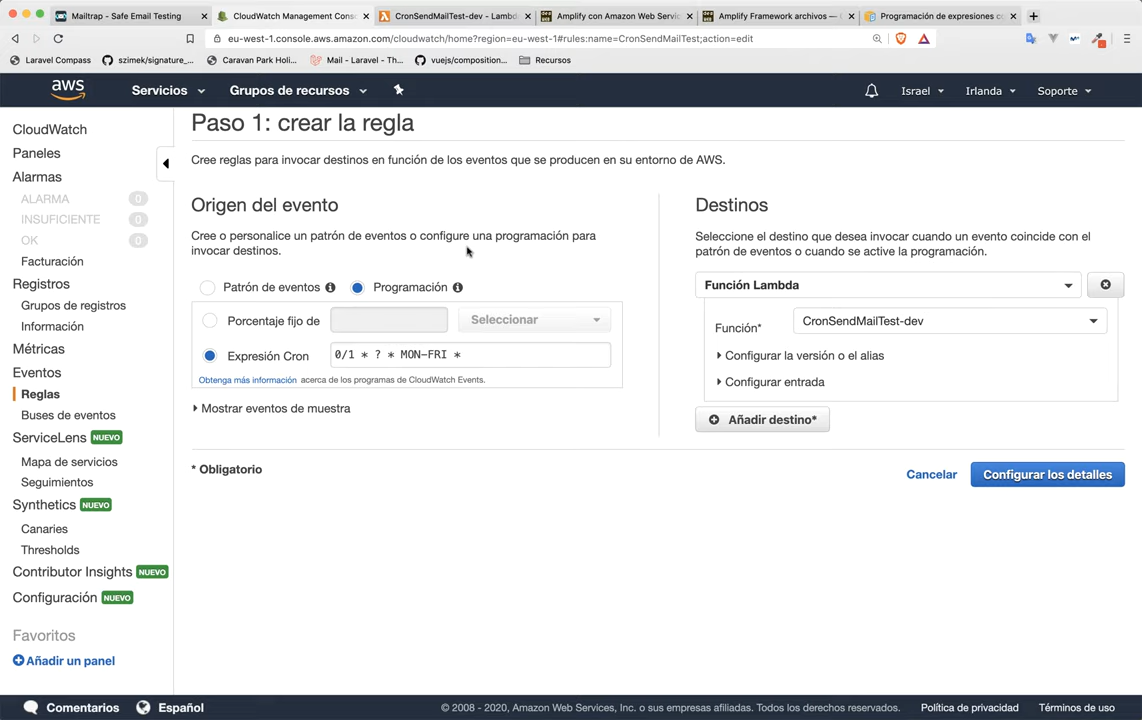 Mailtrap - Safe Email Testing
CloudWatch Management Cons
CronSendMailTest-dev - Lambd
Amplify con Amazon Web Servic
Amplify Framework archivos — 
Programación de expresiones c
eu-west-1.console.aws.amazon.com/cloudwatch/home?region=eu-west-1#rules:name=CronSendMailTest;action=edit
Laravel Compass
szimek/signature_...
Caravan Park Holi...
Mail - Laravel - Th...
vuejs/composition...
Recursos
aws
Servicios
Grupos de recursos
Israel
Irlanda
Soporte
CloudWatch
Paneles
Alarmas
ALARMA 0
INSUFICIENTE 0
OK 0
Facturación
Registros
Grupos de registros
Información
Métricas
Eventos
Reglas
Buses de eventos
ServiceLens NUEVO
Mapa de servicios
Seguimientos
Synthetics NUEVO
Canaries
Thresholds
Contributor Insights NUEVO
Configuración NUEVO
Favoritos
Añadir un panel
Paso 1: crear la regla
Cree reglas para invocar destinos en función de los eventos que se producen en su entorno de AWS.
Origen del evento
Cree o personalice un patrón de eventos o configure una programación para
invocar destinos.
Patrón de eventos
Programación
Porcentaje fijo de
Seleccionar
Expresión Cron
0/1 * ? * MON-FRI *
Obtenga más información acerca de los programas de CloudWatch Events.
Mostrar eventos de muestra
Destinos
Seleccione el destino que desea invocar cuando un evento coincide con el
patrón de eventos o cuando se active la programación.
Función Lambda
Función*
CronSendMailTest-dev
Configurar la versión o el alias
Configurar entrada
Añadir destino*
* Obligatorio
Cancelar
Configurar los detalles
Comentarios
Español
© 2008 - 2020, Amazon Web Services, Inc. o sus empresas afiliadas. Todos los derechos reservados.
Política de privacidad
Términos de uso